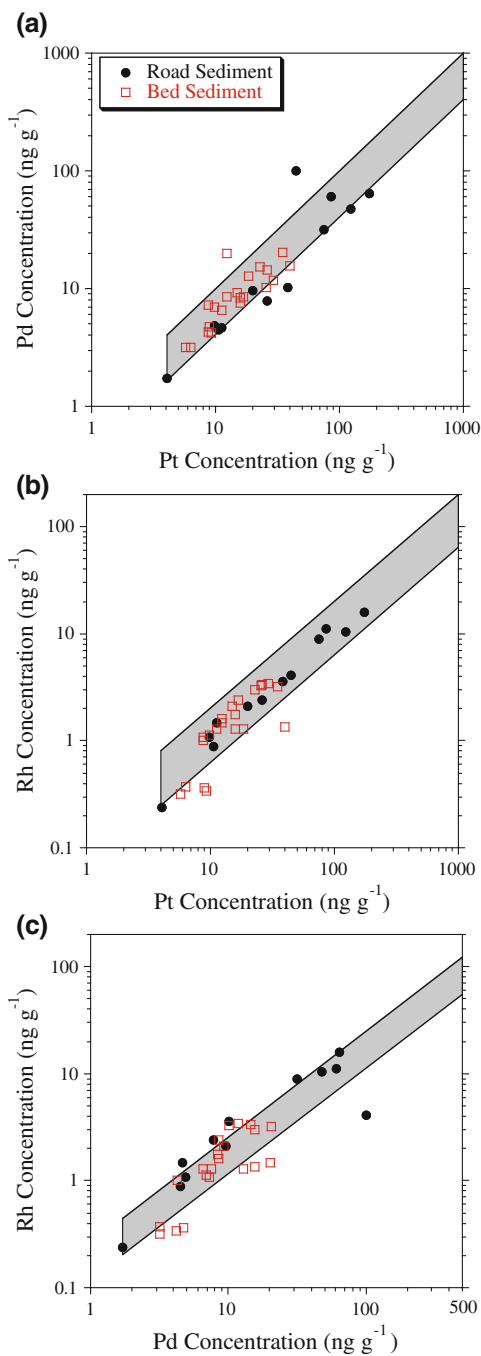 (a)
1000
100
10
1
Pd Concentration (ng g⁻¹)
Road Sediment
Bed Sediment
1 10 100 1000
Pt Concentration (ng g⁻¹)
(b)
100
10
1
0.1
Rh Concentration (ng g⁻¹)
1 10 100 1000
Pt Concentration (ng g⁻¹)
(c)
100
10
1
0.1
Rh Concentration (ng g⁻¹)
1 10 100 500
Pd Concentration (ng g⁻¹)